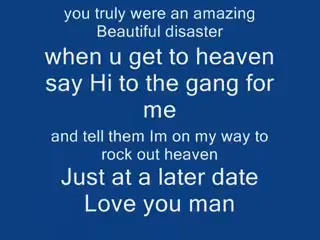 you truly were an amazing
Beautiful disaster
when u get to heaven
say Hi to the gang for
me
and tell them Im on my way to
rock out heaven
Just at a later date
Love you man